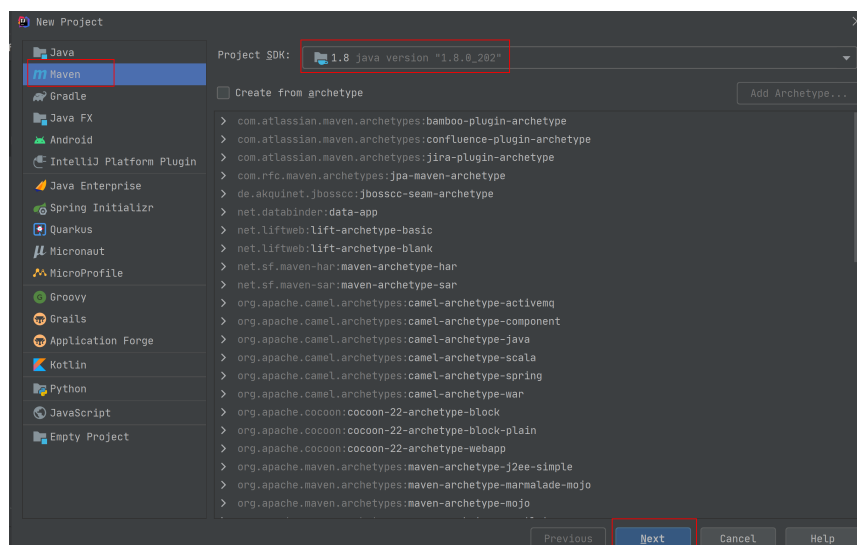 New Project
Java
Maven
Gradle
Java FX
Android
IntelliJ Platform Plugin
Java Enterprise
Spring Initializr
Quarkus
Micronaut
MicroProfile
Groovy
Grails
Application Forge
Kotlin
Python
JavaScript
Empty Project
Project SDK: 1.8 java version "1.8.0_202"
Create from archetype
Add Archetype...
com.atlassian.maven.archetypes:bamboo-plugin-archetype
com.atlassian.maven.archetypes:confluence-plugin-archetype
com.atlassian.maven.archetypes:jira-plugin-archetype
com.rfc.maven.archetypes:jpa-maven-archetype
de.akquinet.jbosscc:jbosscc-seam-archetype
net.databinder:data-app
net.liftweb:lift-archetype-basic
net.liftweb:lift-archetype-blank
net.sf.maven-har:maven-archetype-har
net.sf.maven-sar:maven-archetype-sar
org.apache.camel.archetypes:camel-archetype-activemq
org.apache.camel.archetypes:camel-archetype-component
org.apache.camel.archetypes:camel-archetype-java
org.apache.camel.archetypes:camel-archetype-scala
org.apache.camel.archetypes:camel-archetype-spring
org.apache.camel.archetypes:camel-archetype-war
org.apache.cocoon:cocoon-22-archetype-block
org.apache.cocoon:cocoon-22-archetype-block-plain
org.apache.cocoon:cocoon-22-archetype-webapp
org.apache.maven.archetypes:maven-archetype-j2ee-simple
org.apache.maven.archetypes:maven-archetype-marmalade-mojo
org.apache.maven.archetypes:maven-archetype-mojo
Previous
Next
Cancel
Help